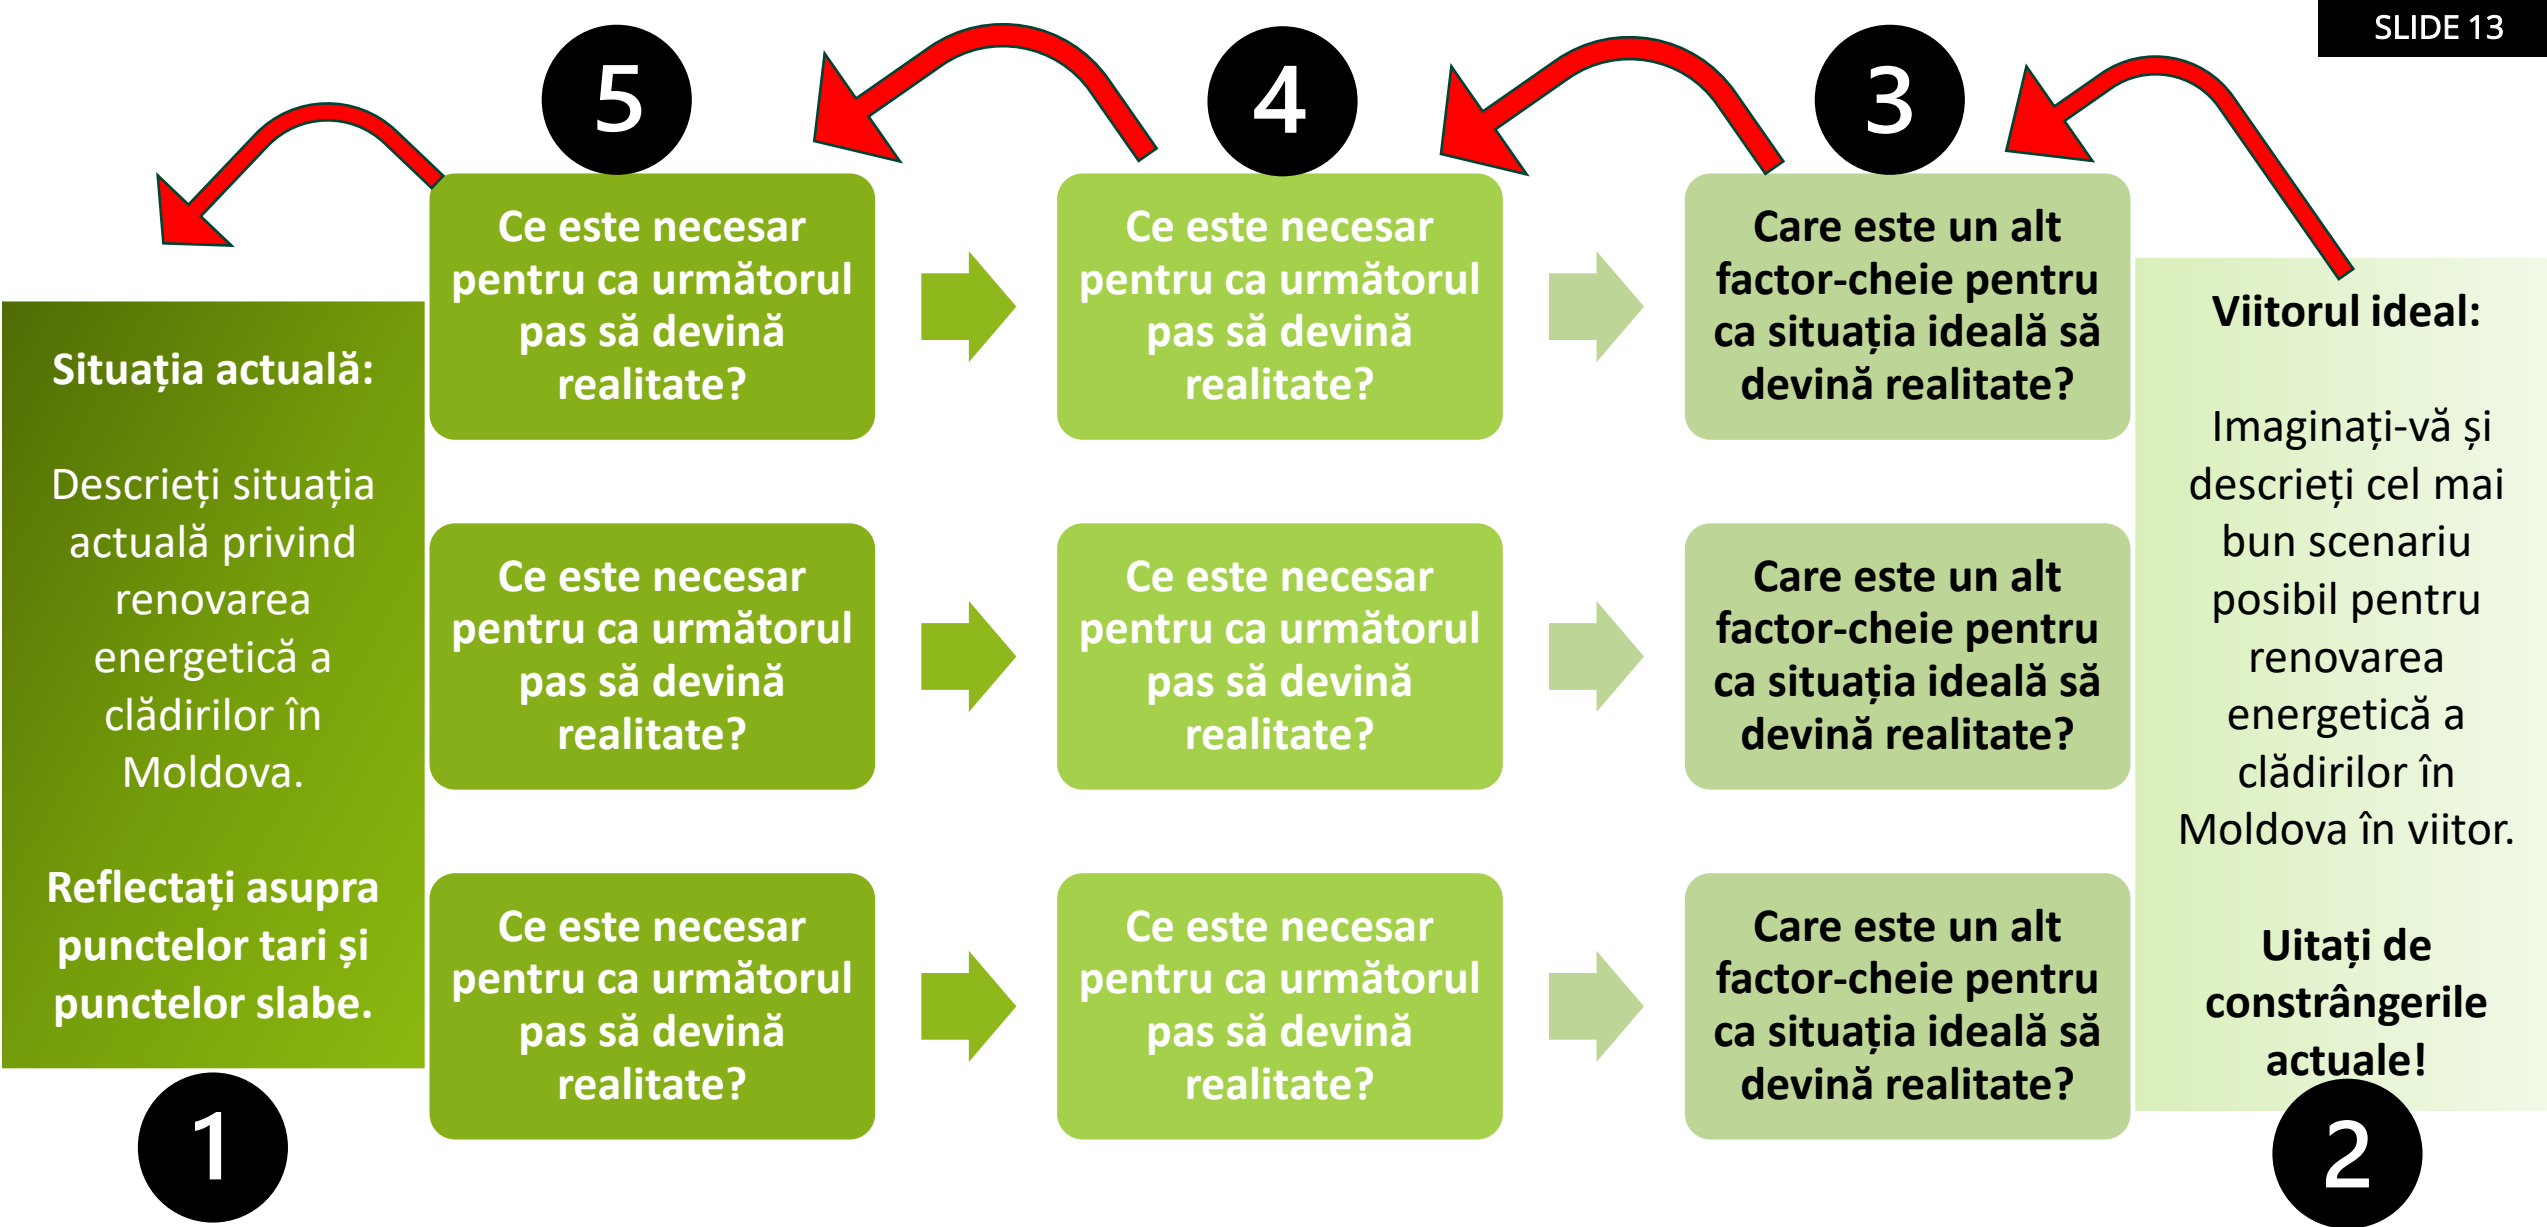 SLIDE 13
Situația actuală:
Descrieți situația
actuală privind
renovarea
energetică a
clădirilor în
Moldova.
Reflectați asupra
punctelor tari și
punctelor slabe.
1
5
Ce este necesar
pentru ca următorul
pas să devină
realitate?
Ce este necesar
pentru ca următorul
pas să devină
realitate?
Ce este necesar
pentru ca următorul
pas să devină
realitate?
4
Ce este necesar
pentru ca următorul
pas să devină
realitate?
Ce este necesar
pentru ca următorul
pas să devină
realitate?
Ce este necesar
pentru ca următorul
pas să devină
realitate?
3
Care este un alt
factor-cheie pentru
ca situația ideală să
devină realitate?
Care este un alt
factor-cheie pentru
ca situația ideală să
devină realitate?
Care este un alt
factor-cheie pentru
ca situația ideală să
devină realitate?
Viitorul ideal:
Imaginați-vă și
descrieți cel mai
bun scenariu
posibil pentru
renovarea
energetică a
clădirilor în
Moldova în viitor.
Uitați de
constrângerile
actuale!
2